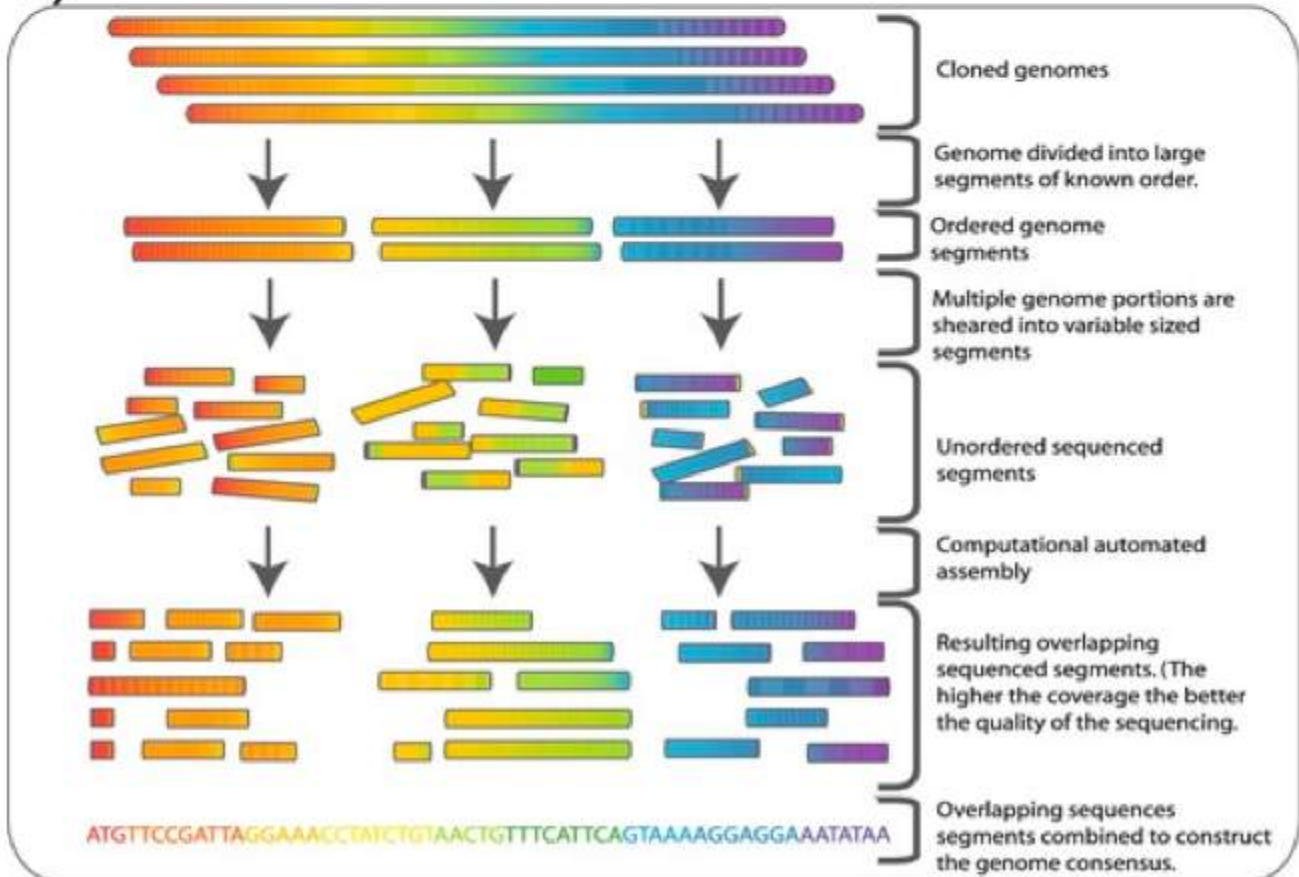 Cloned genomes
Genome divided into large
segments of known order.
Ordered genome
segments
Multiple genome portions are
sheared into variable sized
segments
Unordered sequenced
segments
Computational automated
assembly
Resulting overlapping
sequenced segments. (The
higher the coverage the better
the quality of the sequencing.
ATGTTCCGATTAGGAAACCTATCTGTAACTGTTTCATTCAGTAAAAGGAGGAAATATAA
Overlapping sequences
segments combined to construct
the genome consensus.